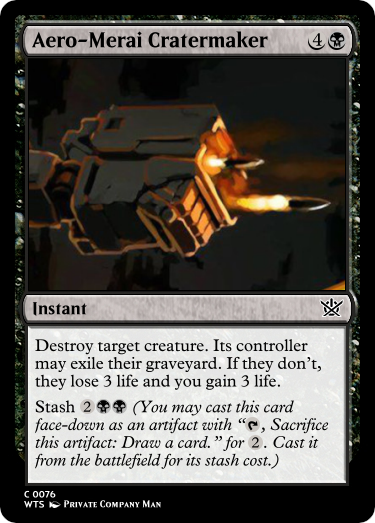 Aero-Merai Cratermaker 4
Instant
Destroy target creature. Its controller
may exile their graveyard. If they don't,
they lose 3 life and you gain 3 life.
Stash 2 (You may cast this card
face-down as an artifact with “, Sacrifice
this artifact: Draw a card.” for 2. Cast it
from the battlefield for its stash cost.)
C 0076
WTS Private Company Man